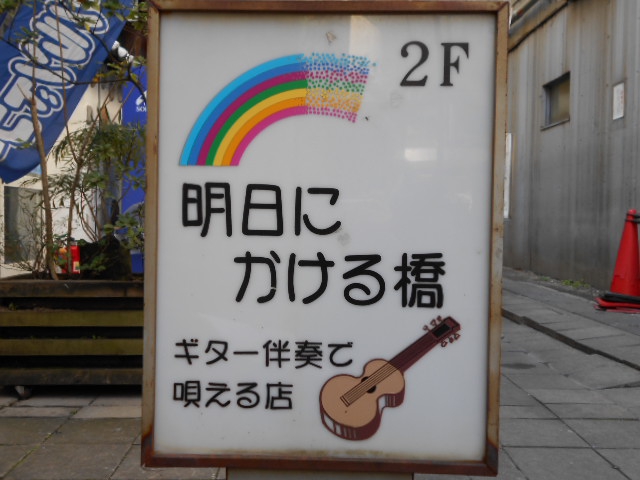 2F
明日に
かける橋
ギター伴奏で
唄える店